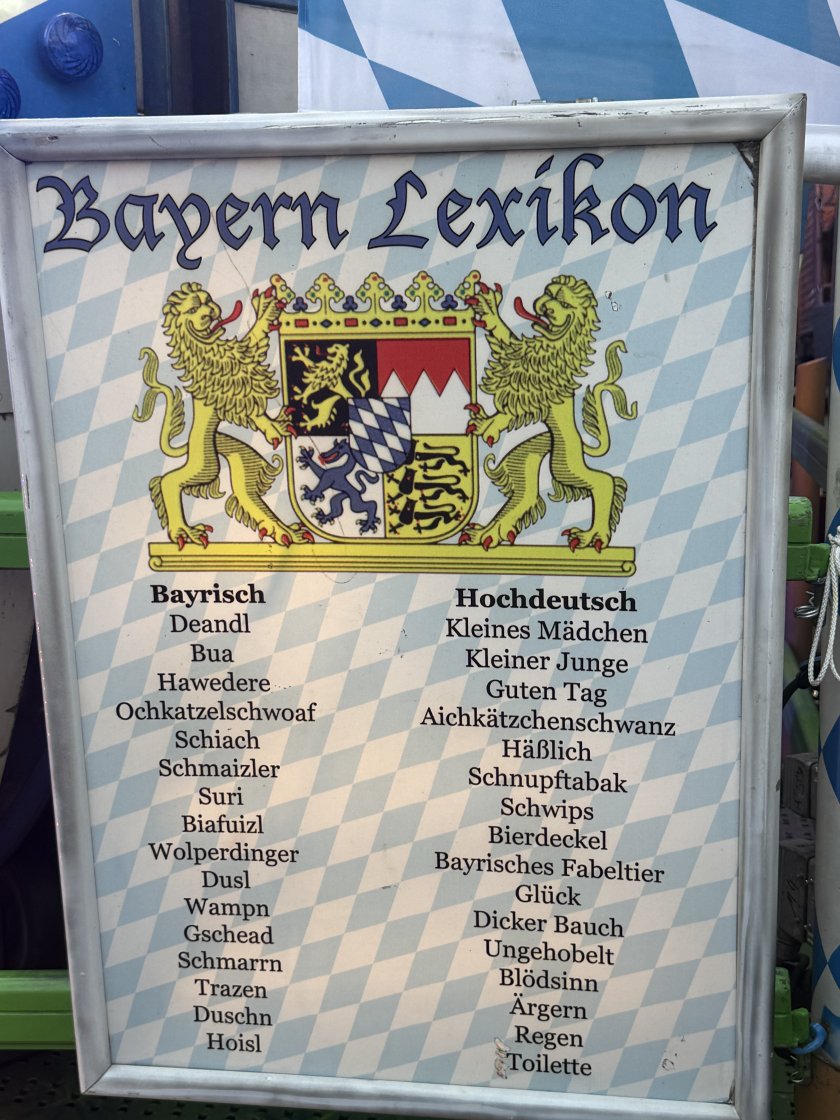 Bayern Lexikon
Bayrisch Hochdeutsch
Deandl Kleines Mädchen
Bua Kleiner Junge
Hawedere Guten Tag
Ochkatzelschwoaf Aichkätzchenschwanz
Schiach Häßlich
Schmaizler Schnupftabak
Suri Schwips
Biafuizl Bierdeckel
Wolperdinger Bayrisches Fabeltier
Dusl Glück
Wampn Dicker Bauch
Gschead Ungehobelt
Schmarrn Blödsinn
Trazen Ärgern
Duschn Regen
Hoisl Toilette